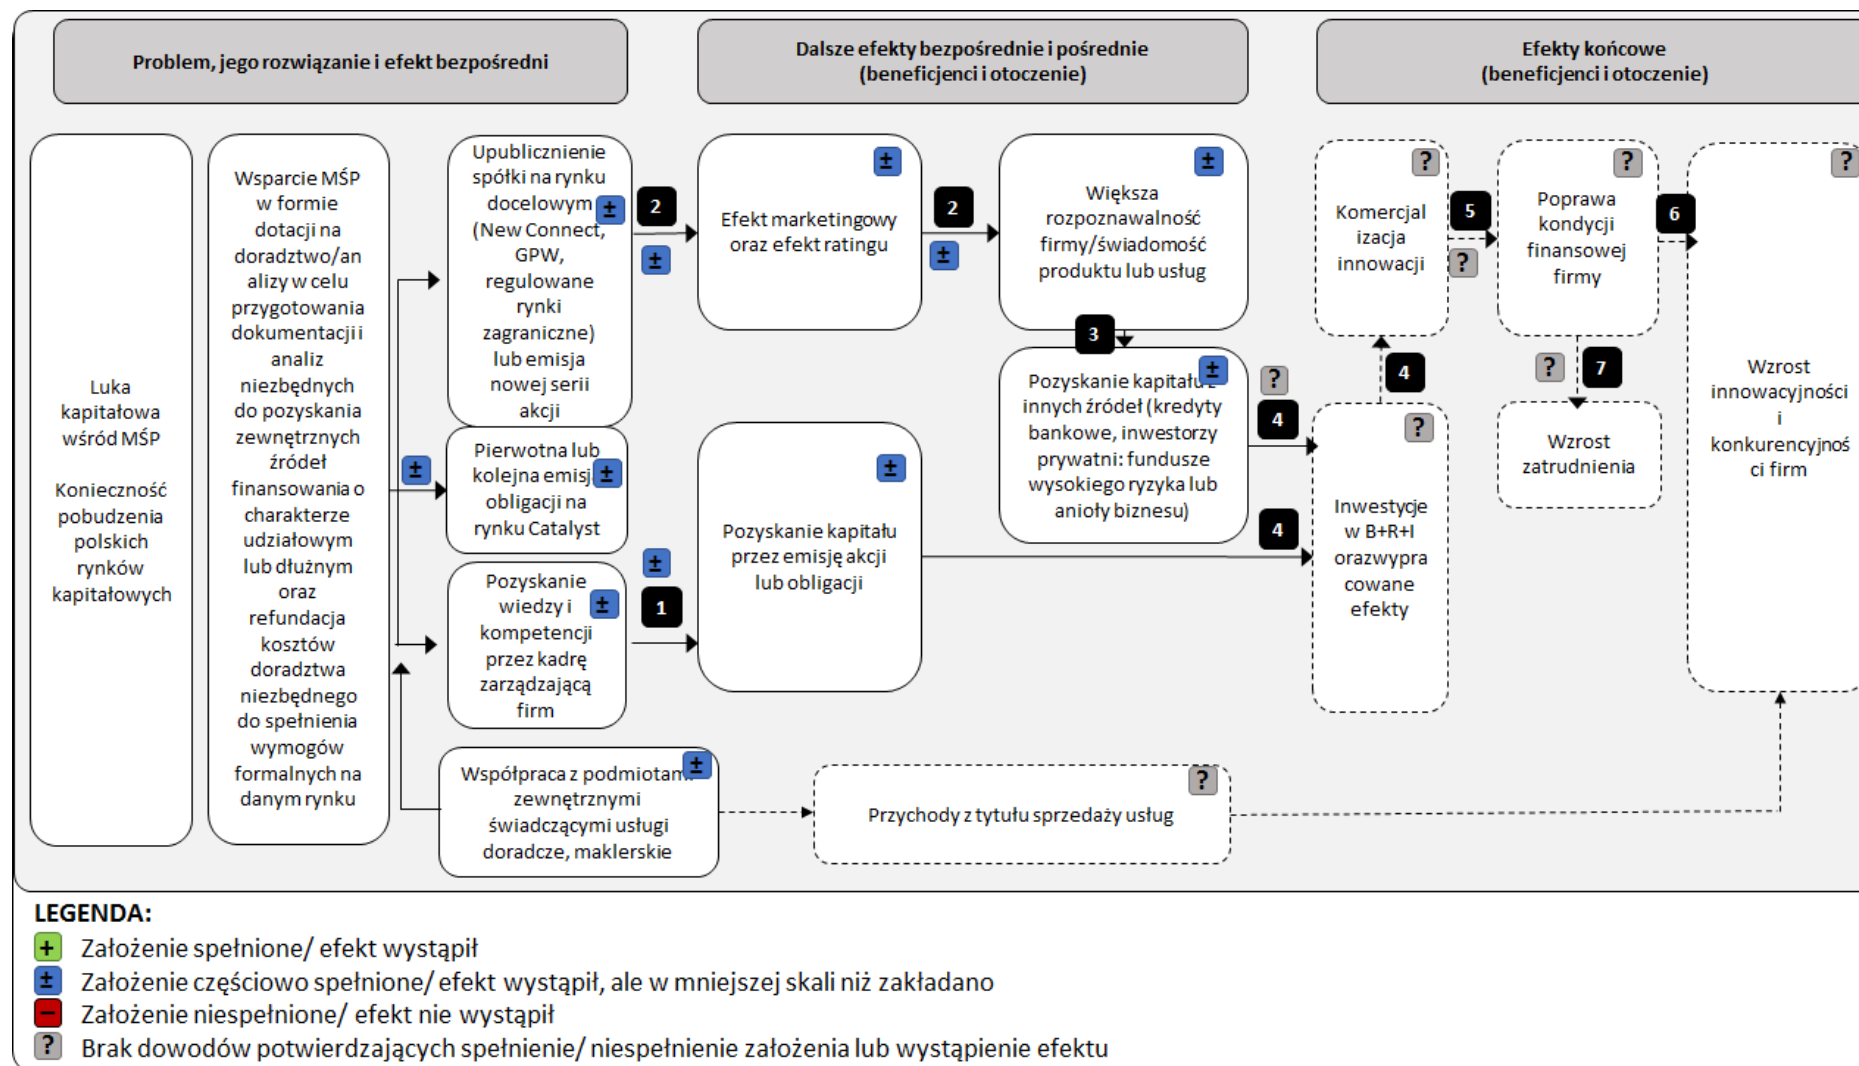 Problem, jego rozwiązanie i efekt bezpośredni
Dalsze efekty bezpośrednie i pośrednie
(beneficjenci i otoczenie)
Efekty końcowe
(beneficjenci i otoczenie)
Luka
kapitałowa
wśród MŚP
Konieczność
pobudzenia
polskich
rynków
kapitałowych
Wsparcie MŚP
w formie
dotacji na
doradztwo/an
alizy w celu
przygotowania
dokumentacji i
analiz
niezbędnych
do pozyskania
zewnętrznych
źródeł
finansowania o
charakterze
udziałowym
lub dłużnym
oraz
refundacja
kosztów
doradztwa
niezbędnego
do spełnienia
wymogów
formalnych na
danym rynku
±
Upublicznienie
spółki na rynku
docelowym
(New Connect,
GPW,
regulowane
rynki
zagraniczne)
lub emisja
nowej serii
akcji
±
2
±
Pierwotna lub
kolejna emisja
obligacji na
rynku Catalyst
±
Pozyskanie
wiedzy i
kompetencji
przez kadrę
zarządzającą
firm
±
±
1
Współpraca z podmiotami
zewnętrznymi
świadczącymi usługi
doradcze, maklerskie
±
Efekt marketingowy
oraz efekt ratingu
±
2
±
Większa
rozpoznawalność
firmy/świadomość
produktu lub usług
±
3
Pozyskanie kapitału z
innych źródeł (kredyty
bankowe, inwestorzy
prywatni: fundusze
wysokiego ryzyka lub
anioły biznesu)
±
?
4
Pozyskanie kapitału
przez emisję akcji
lub obligacji
±
4
Przychody z tytułu sprzedaży usług
?
Komercjal
izacja
innowacji
?
5
?
4
Inwestycje
w B+R+I
orazwypra
cowane
efekty
?
Poprawa
kondycji
finansowej
firmy
?
6
?
7
Wzrost
zatrudnienia
Wzrost
innowacyjności
i
konkurencyjnoś
ci firm
?
LEGENDA:
+ Założenie spełnione/ efekt wystąpił
± Założenie częściowo spełnione/ efekt wystąpił, ale w mniejszej skali niż zakładano
− Założenie niespełnione/ efekt nie wystąpił
? Brak dowodów potwierdzających spełnienie/ niespełnienie założenia lub wystąpienie efektu